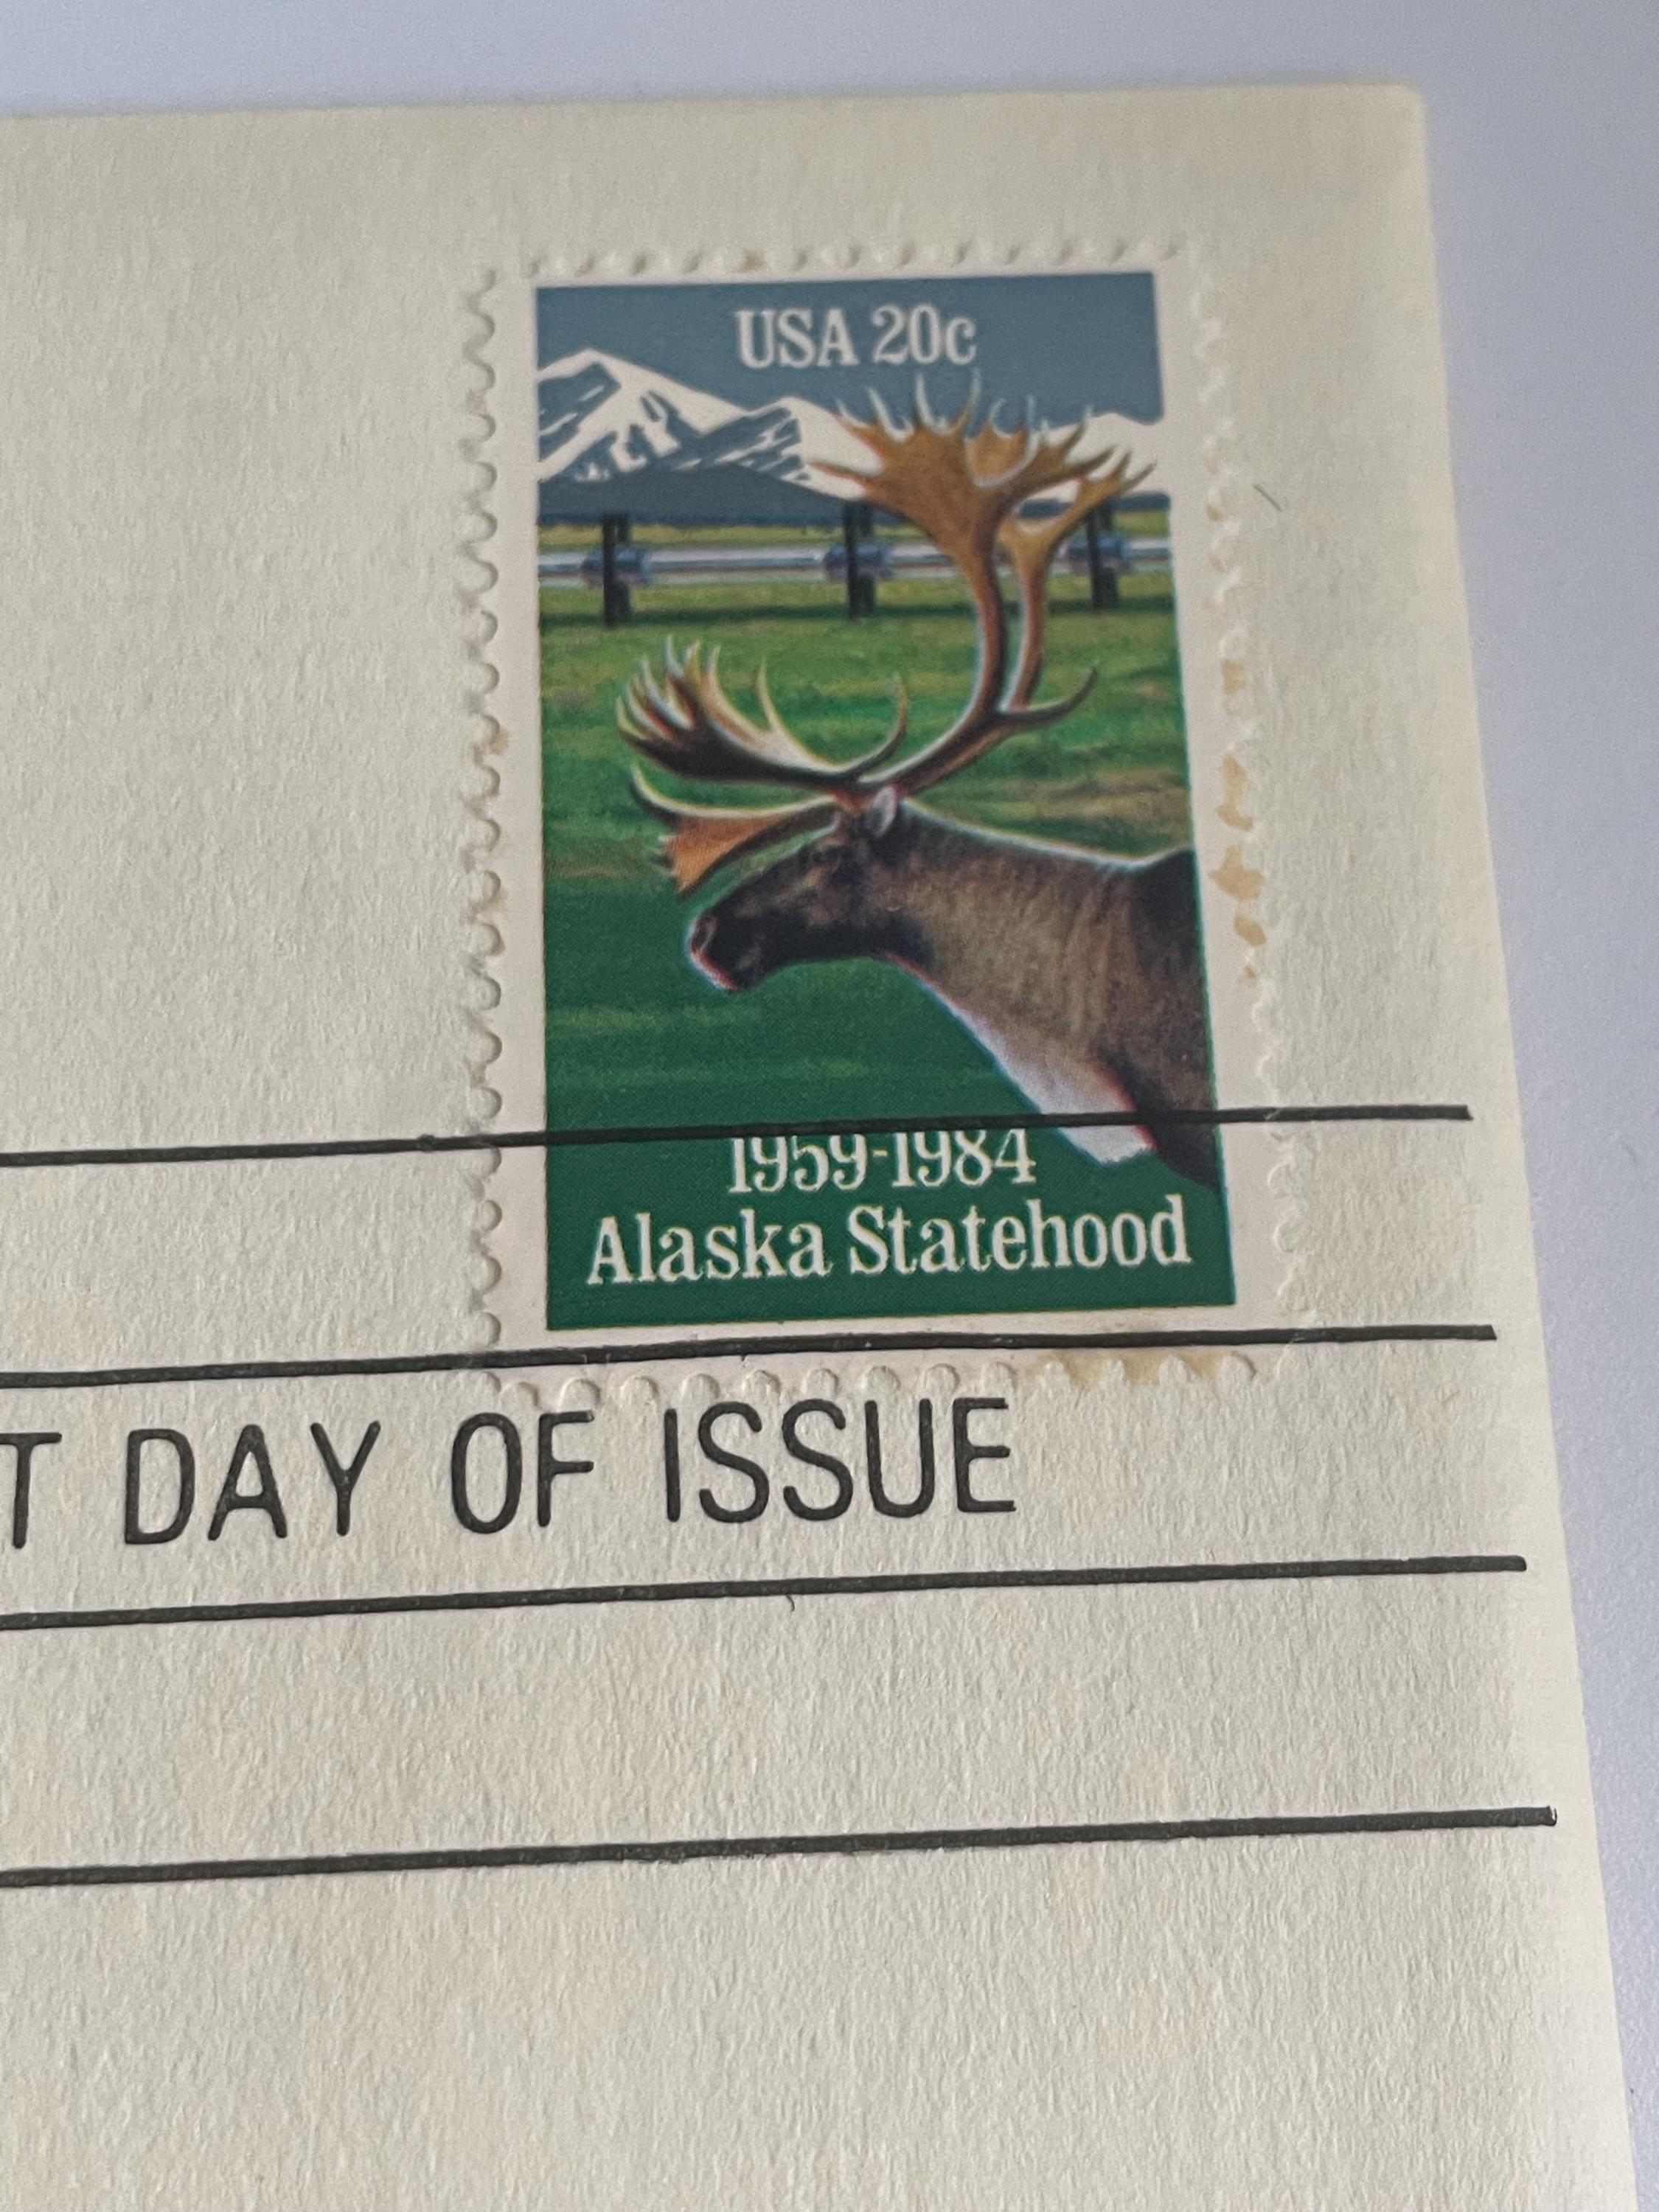 USA 20c
1959-1984
Alaska Statehood
T DAY OF ISSUE